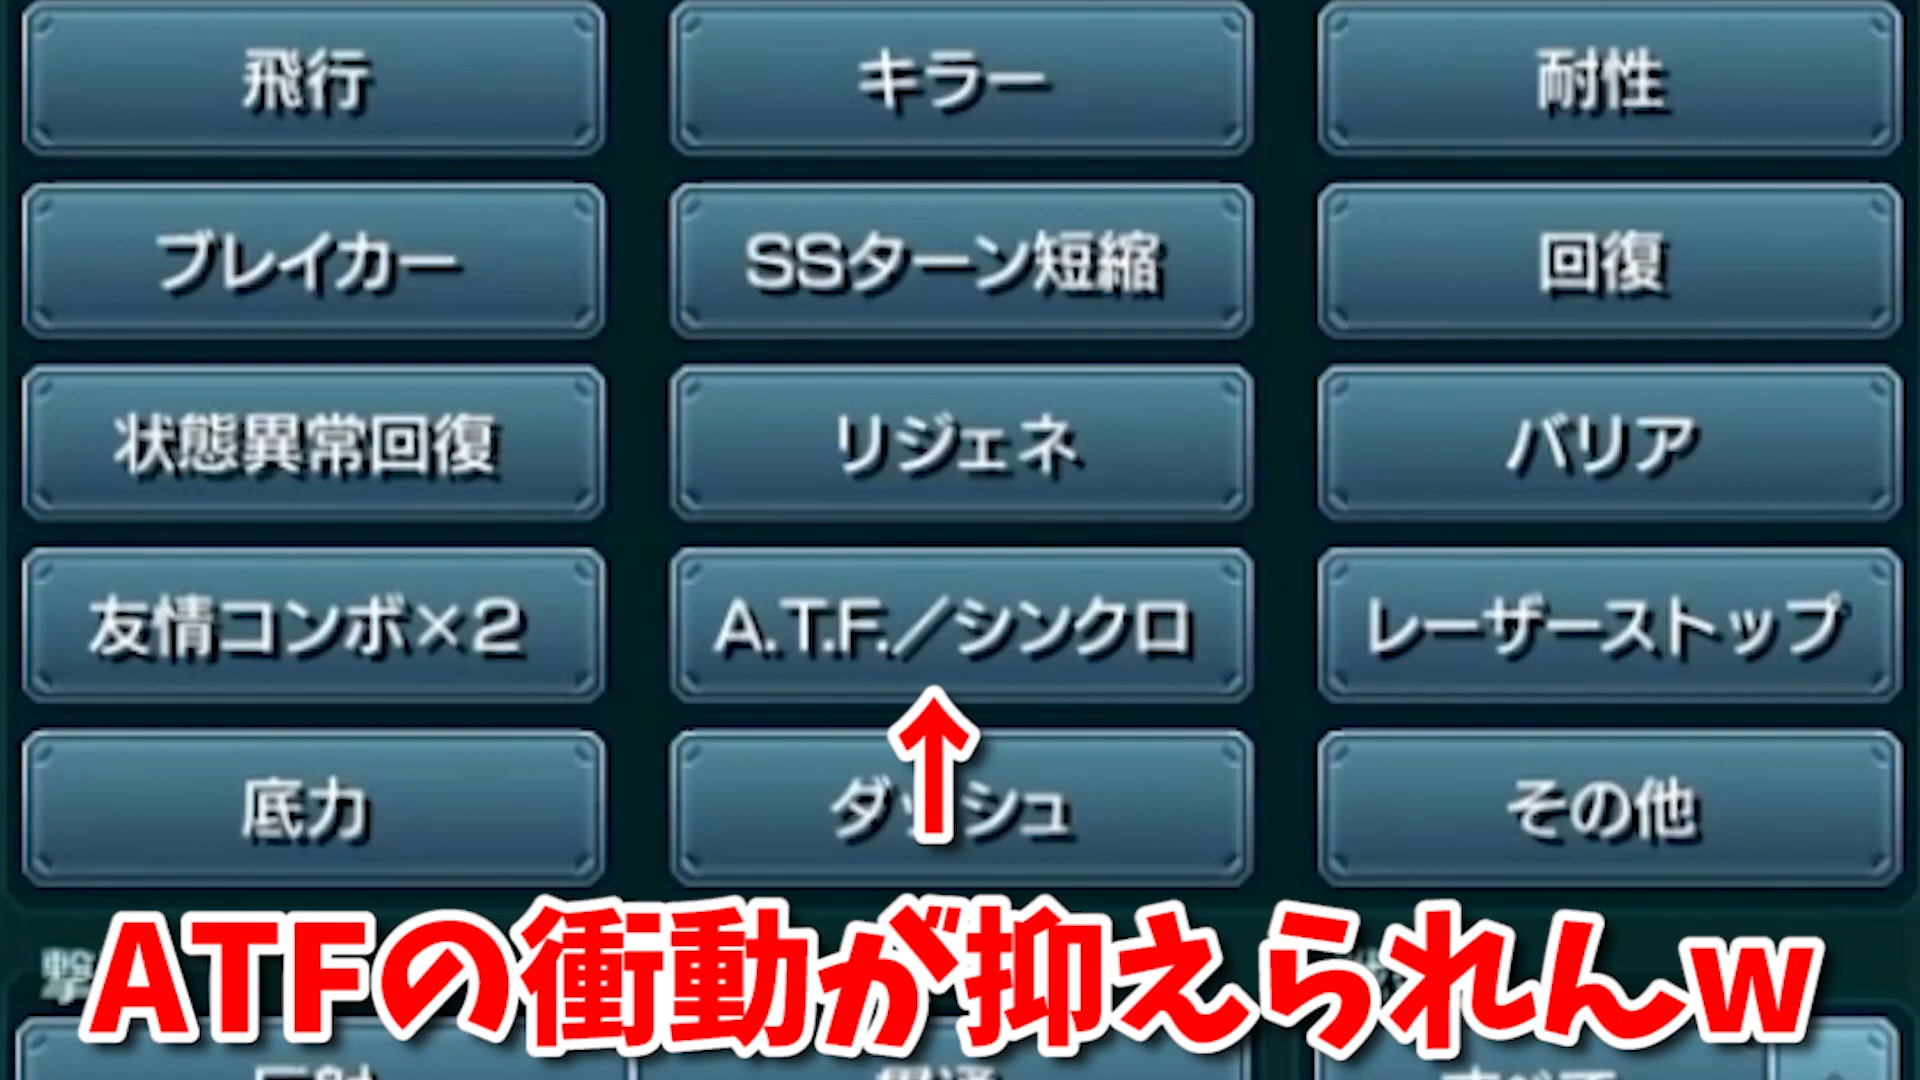 飛行
キラー
耐性
ブレイカー
SSターン短縮
回復
状態異常回復
リジェネ
バリア
友情コンボ×2
A.T.F.／シンクロ
レーザーストップ
↑
底力
ダッシュ
その他
ATFの衝動が抑えられんw